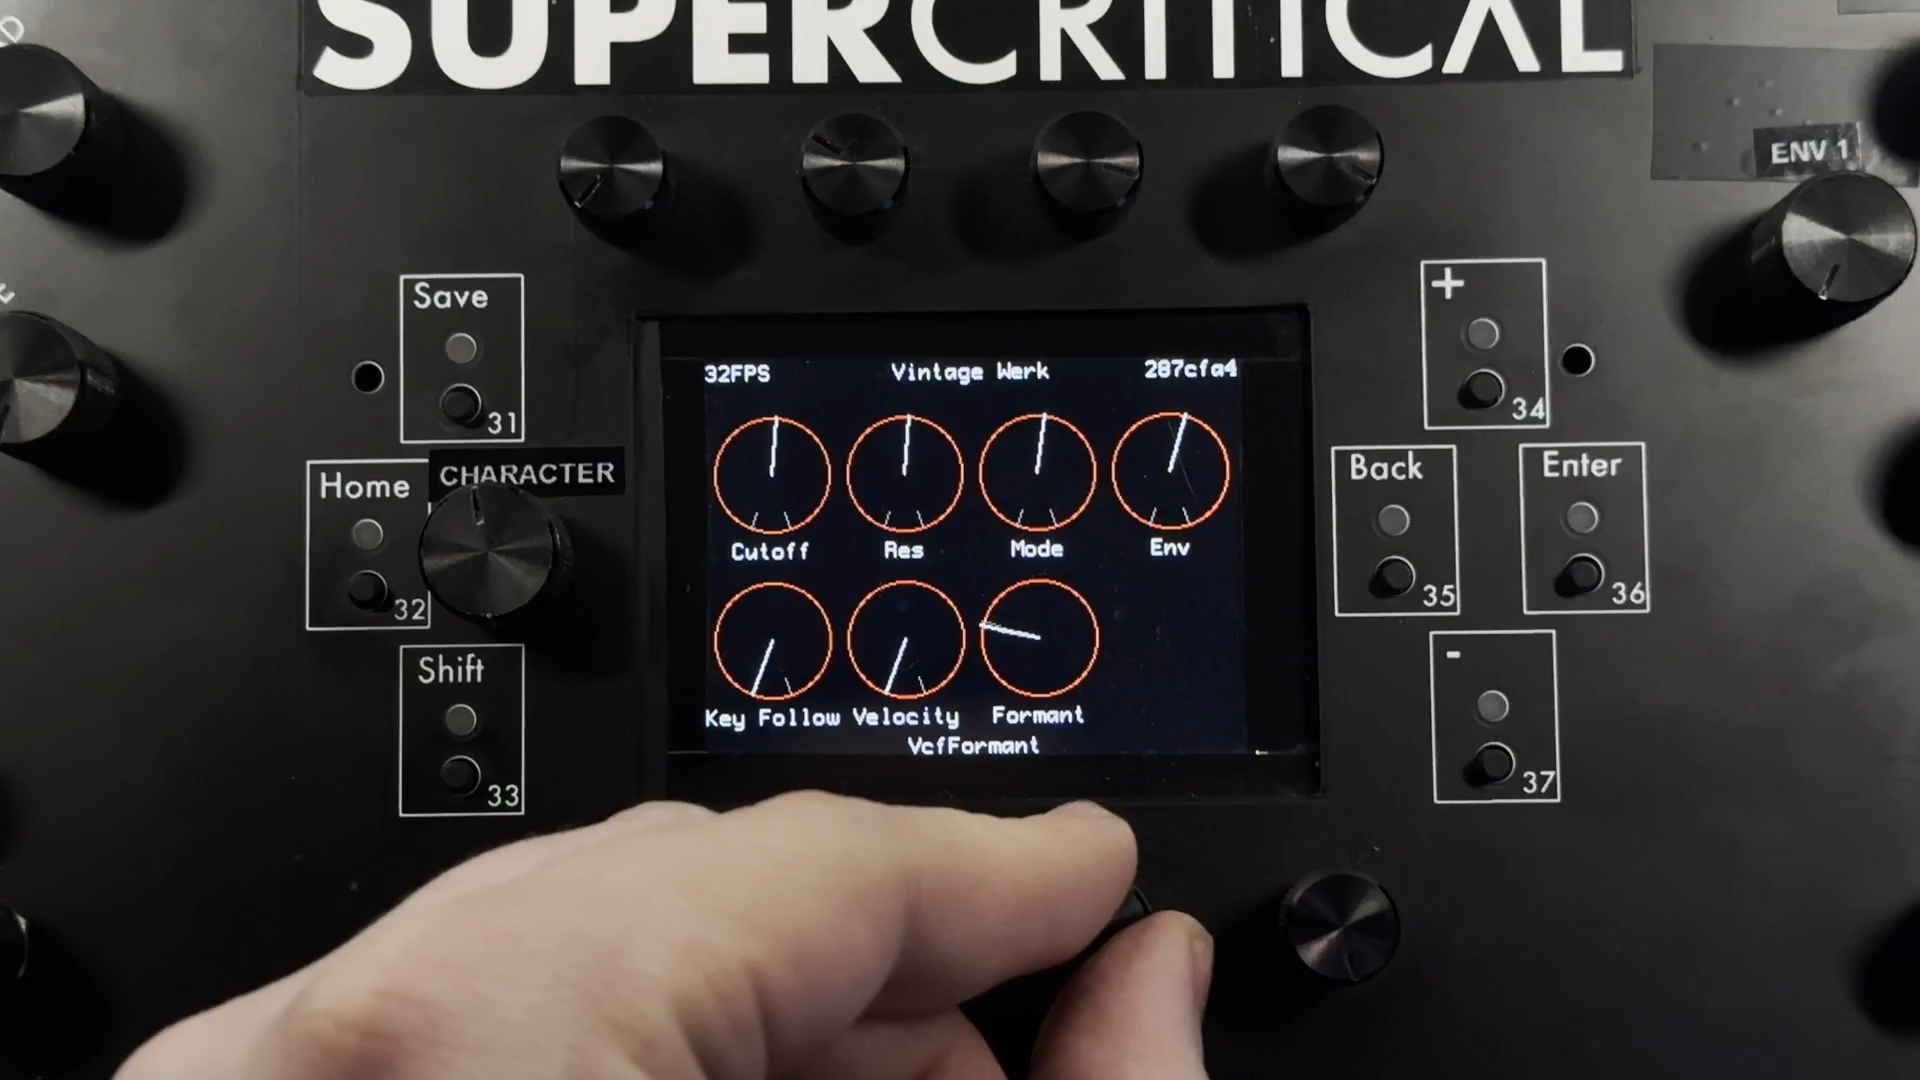 SUPERCRITICAL
ENV 1
Save
31
+
34
32FPS Vintage Werk 287cfa4
Home
32
CHARACTER
Cutoff Res Mode Env
Back
35
Enter
36
Shift
33
-
37
Key Follow Velocity Formant
VcfFormant